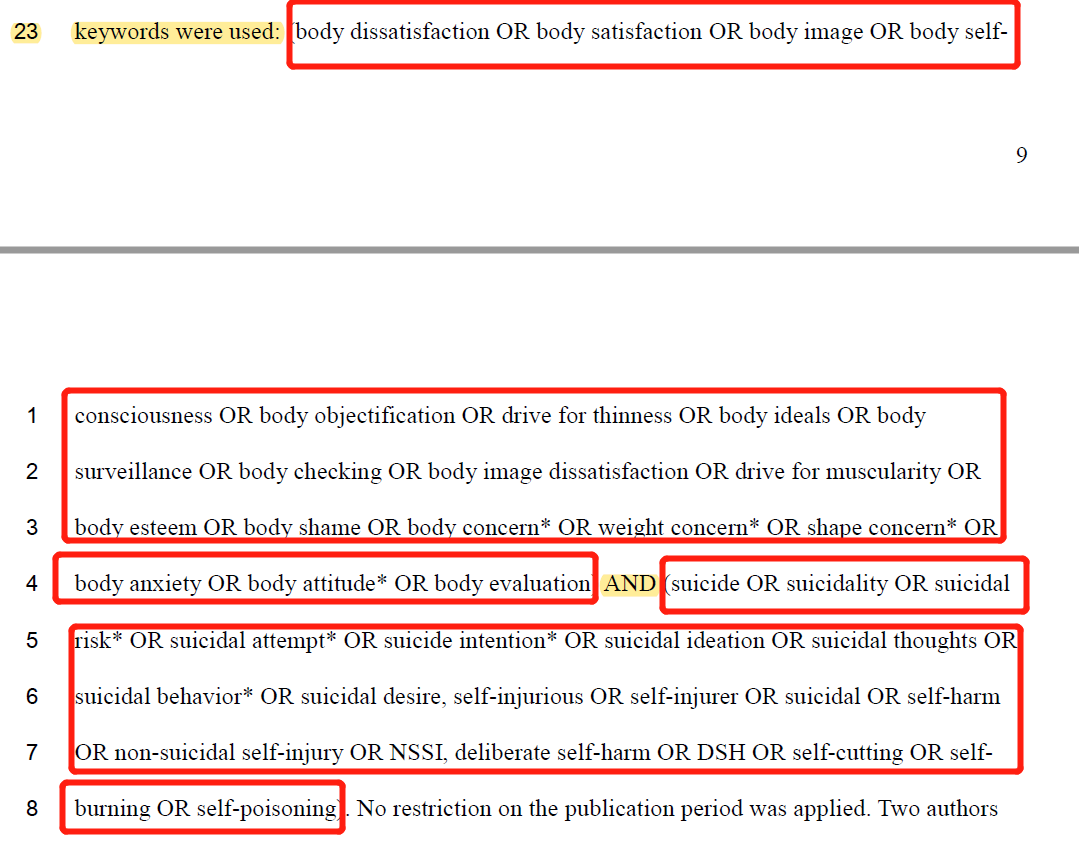 23 keywords were used: (body dissatisfaction OR body satisfaction OR body image OR body self-
9
1 consciousness OR body objectification OR drive for thinness OR body ideals OR body
2 surveillance OR body checking OR body image dissatisfaction OR drive for muscularity OR
3 body esteem OR body shame OR body concern* OR weight concern* OR shape concern* OR
4 body anxiety OR body attitude* OR body evaluation) AND (suicide OR suicidality OR suicidal
5 risk* OR suicidal attempt* OR suicide intention* OR suicidal ideation OR suicidal thoughts OR
6 suicidal behavior* OR suicidal desire, self-injurious OR self-injurer OR suicidal OR self-harm
7 OR non-suicidal self-injury OR NSSI, deliberate self-harm OR DSH OR self-cutting OR self-
8 burning OR self-poisoning). No restriction on the publication period was applied. Two authors